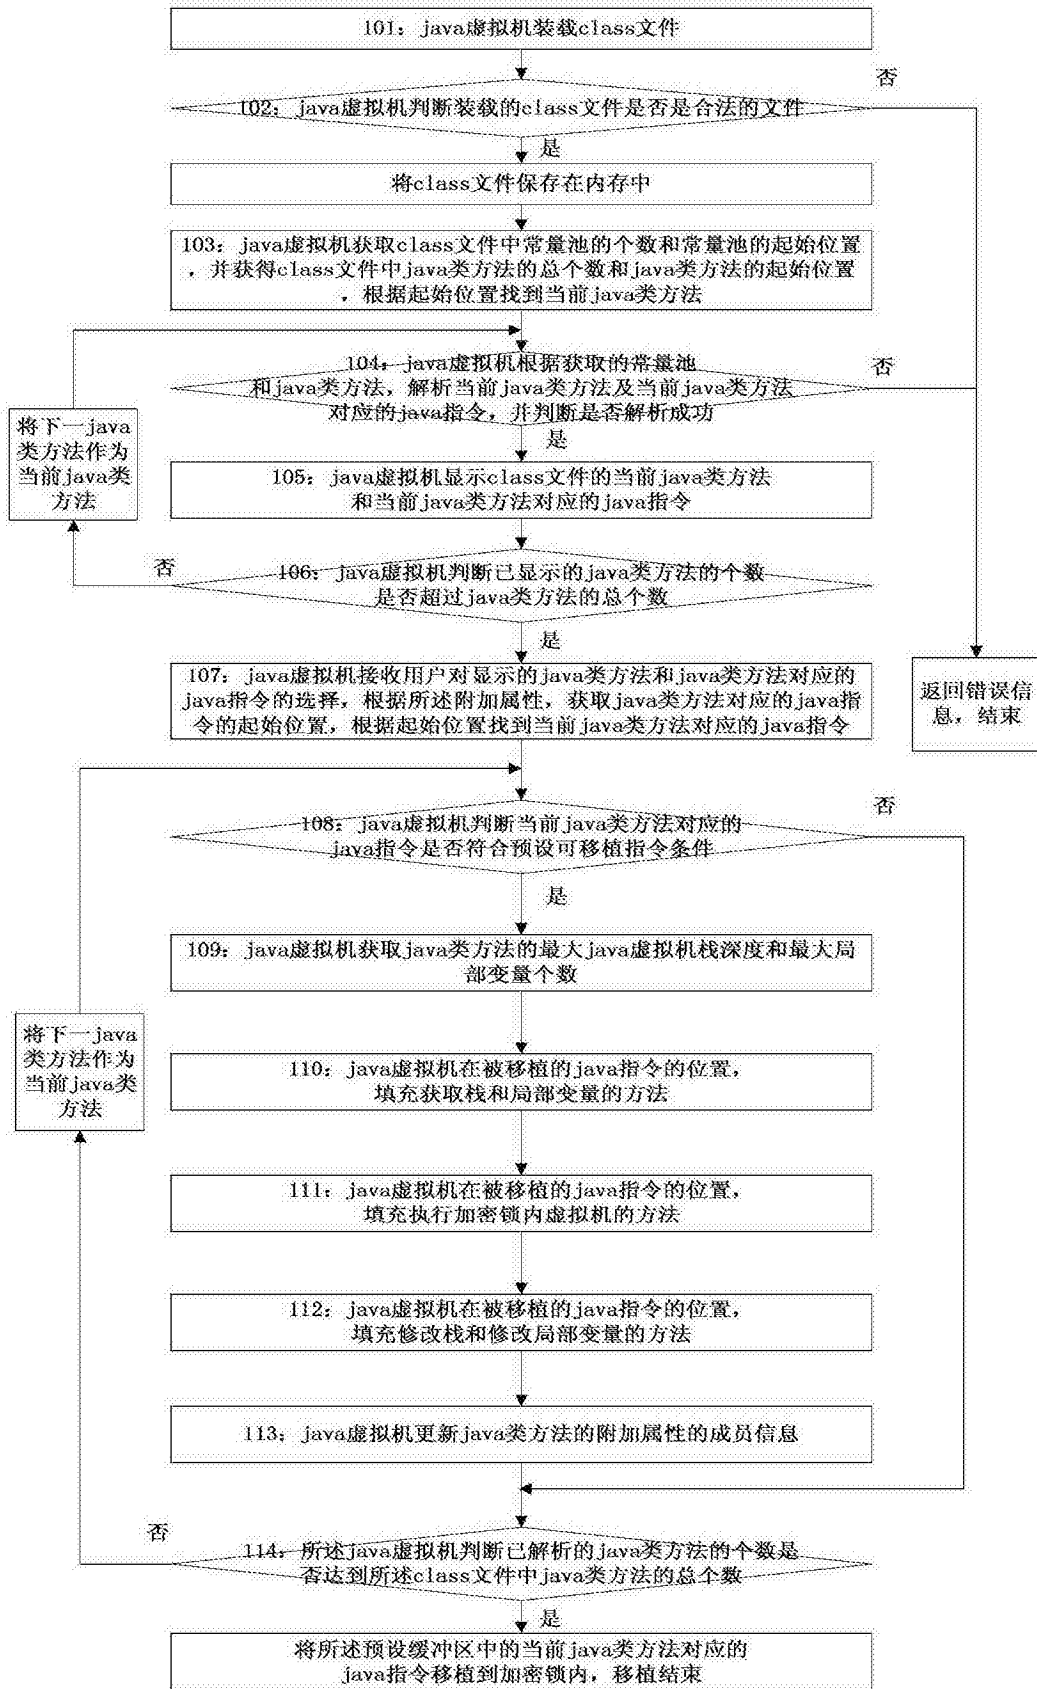 101：java虚拟机装载class文件
否
102：java虚拟机判断装载的class文件是否是合法的文件
是
将class文件保存在内存中
103：java虚拟机获取class文件中常量池的个数和常量池的起始位置
，并获得class文件中java类方法的总个数和java类方法的起始位置
，根据起始位置找到当前java类方法
104：java虚拟机根据获取的常量池
和java类方法，解析当前java类方法及当前java类方法
对应的java指令，并判断是否解析成功
否
是
将下一java
类方法作为
当前java类
方法
105：java虚拟机显示class文件的当前java类方法
和当前java类方法对应的java指令
否
106：java虚拟机判断已显示的java类方法的个数
是否超过java类方法的总个数
是
107：java虚拟机接收用户对显示的java类方法和java类方法对应的
java指令的选择，根据所述附加属性，获取java类方法对应的java指
令的起始位置，根据起始位置找到当前java类方法对应的java指令
返回错误信
息，结束
否
108：java虚拟机判断当前java类方法对应的
java指令是否符合预设可移植指令条件
是
109：java虚拟机获取java类方法的最大java虚拟机栈深度和最大局
部变量个数
将下一java
类方法作为
当前java类
方法
110：java虚拟机在被移植的java指令的位置，
填充获取栈和局部变量的方法
111：java虚拟机在被移植的java指令的位置，
填充执行加密锁内虚拟机的方法
112：java虚拟机在被移植的java指令的位置，
填充修改栈和修改局部变量的方法
113：java虚拟机更新java类方法的附加属性的成员信息
否
114：所述java虚拟机判断已解析的java类方法的个数是
否达到所述class文件中java类方法的总个数
是
将所述预设缓冲区中的当前java类方法对应的
java指令移植到加密锁内，移植结束